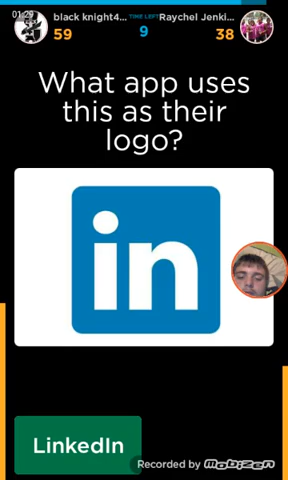 01:29
black knight4...
TIME LEFT
Raychel Jenki...
59
9
38
What app uses
this as their
logo?
in
LinkedIn
Recorded by MOBIZEN